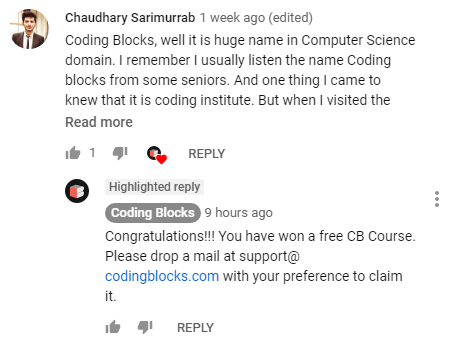 Chaudhary Sarimurrab 1 week ago (edited)
Coding Blocks, well it is huge name in Computer Science
domain. I remember I usually listen the name Coding
blocks from some seniors. And one thing I came to
knew that it is coding institute. But when I visited the
Read more
1 REPLY
Highlighted reply
Coding Blocks 9 hours ago
Congratulations!!! You have won a free CB Course.
Please drop a mail at support@
codingblocks.com with your preference to claim
it.
REPLY